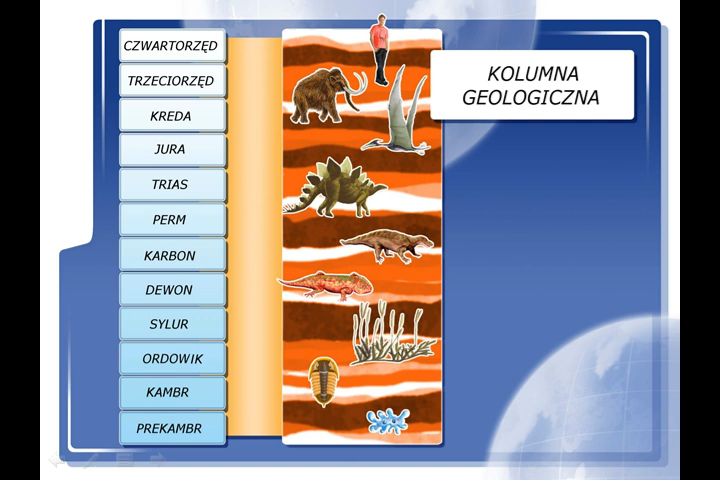 CZWARTORZĘD
TRZECIORZĘD
KREDA
JURA
TRIAS
PERM
KARBON
DEWON
SYLUR
ORDOWIK
KAMBR
PREKAMBR
KOLUMNA
GEOLOGICZNA